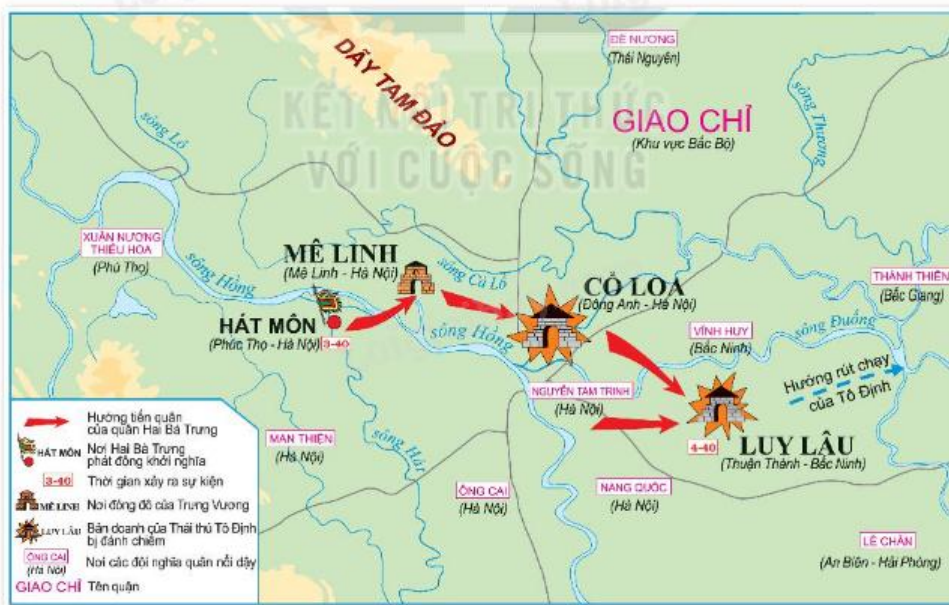 KẾT NỐI TRI THỨC
VỚI CUỘC SỐNG
DÃY TAM ĐẢO
ĐÈ NƯƠNG
(Thái Nguyên)
GIAO CHỈ
(Khu vực Bắc Bộ)
sông Thương
sông Lô
XUÂN NƯƠNG
THIỀU HOA
(Phú Thọ)
sông Hồng
MÊ LINH
(Mê Linh - Hà Nội)
sông Cà Lồ
CỔ LOA
(Đông Anh - Hà Nội)
THÁNH THIÊN
(Bắc Giang)
HÁT MÔN
(Phúc Thọ - Hà Nội)
3-40
sông Hồng
VĨNH HUY
(Bắc Ninh)
sông Đuống
NGUYỄN TAM TRINH
(Hà Nội)
Hướng rút chạy
của Tô Định
4-40
LUY LÂU
(Thuận Thành - Bắc Ninh)
MAN THIỆN
(Hà Nội)
sông Hát
ÔNG CAI
(Hà Nội)
NÀNG QUỐC
(Hà Nội)
LÊ CHÂN
(An Biên - Hải Phòng)
Hướng tiến quân
của quân Hai Bà Trưng
HÁT MÔN
Nơi Hai Bà Trưng
phát động khởi nghĩa
3-40
Thời gian xảy ra sự kiện
MÊ LINH
Nơi đóng đô của Trưng Vương
LUY LÂU
Bản doanh của Thái thú Tô Định
bị đánh chiếm
ÔNG CAI
(Hà Nội)
Nơi các đội nghĩa quân nổi dậy
GIAO CHỈ Tên quận